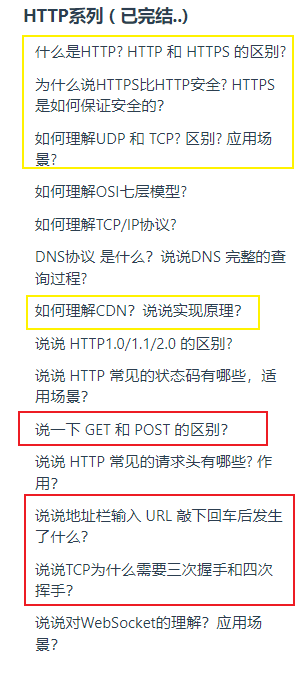 HTTP系列 ( 已完结..)
什么是HTTP? HTTP 和 HTTPS 的区别?
为什么说HTTPS比HTTP安全? HTTPS
是如何保证安全的?
如何理解UDP 和 TCP? 区别? 应用场
景?
如何理解OSI七层模型?
如何理解TCP/IP协议?
DNS协议 是什么？说说DNS 完整的查
询过程?
如何理解CDN？说说实现原理？
说说 HTTP1.0/1.1/2.0 的区别?
说说 HTTP 常见的状态码有哪些，适
用场景？
说一下 GET 和 POST 的区别？
说说 HTTP 常见的请求头有哪些? 作
用？
说说地址栏输入 URL 敲下回车后发生
了什么？
说说TCP为什么需要三次握手和四次
挥手？
说说对WebSocket的理解？应用场
景？